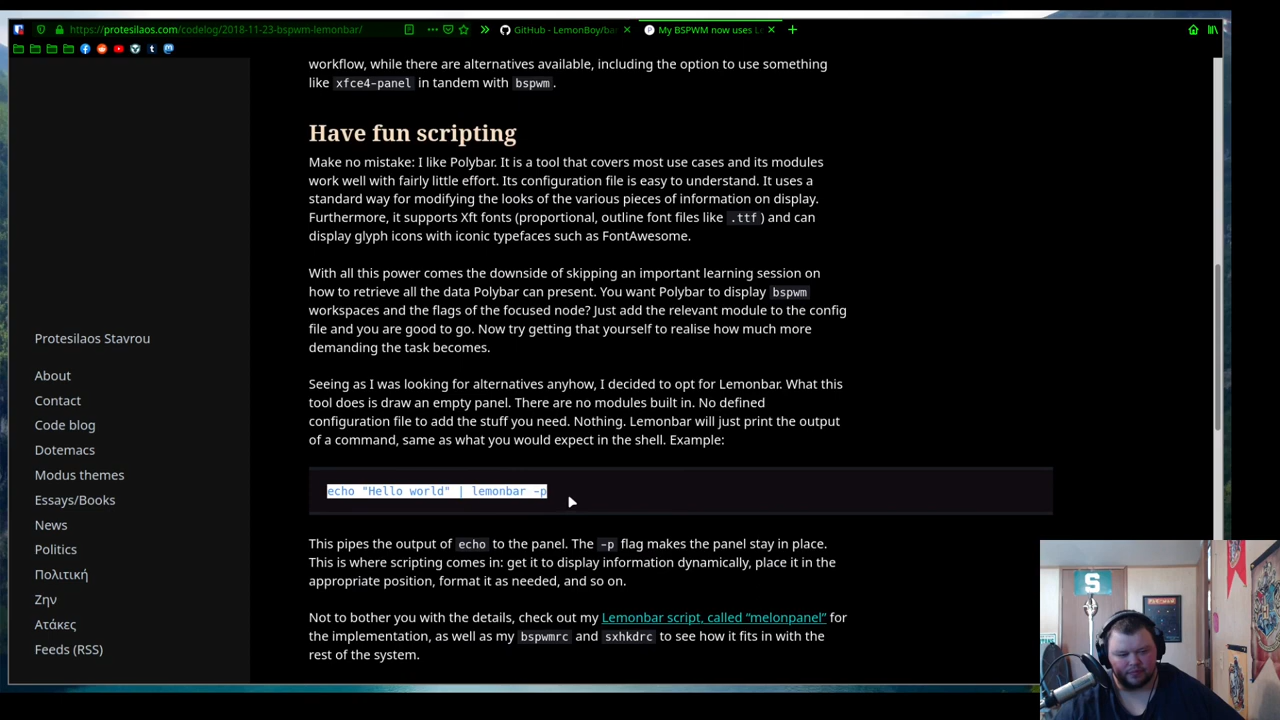 https://protesilaos.com/codelog/2018-11-23-bspwm-lemonbar/
GitHub - LemonBoy/ba
My BSPWM now uses L
workflow, while there are alternatives available, including the option to use something
like xfce4-panel in tandem with bspwm.
Have fun scripting
Make no mistake: I like Polybar. It is a tool that covers most use cases and its modules
work well with fairly little effort. Its configuration file is easy to understand. It uses a
standard way for modifying the looks of the various pieces of information on display.
Furthermore, it supports Xft fonts (proportional, outline font files like .ttf) and can
display glyph icons with iconic typefaces such as FontAwesome.
With all this power comes the downside of skipping an important learning session on
how to retrieve all the data Polybar can present. You want Polybar to display bspwm
workspaces and the flags of the focused node? Just add the relevant module to the config
file and you are good to go. Now try getting that yourself to realise how much more
demanding the task becomes.
Seeing as I was looking for alternatives anyhow, I decided to opt for Lemonbar. What this
tool does is draw an empty panel. There are no modules built in. No defined
configuration file to add the stuff you need. Nothing. Lemonbar will just print the output
of a command, same as what you would expect in the shell. Example:
echo "Hello world" | lemonbar -p
This pipes the output of echo to the panel. The -p flag makes the panel stay in place.
This is where scripting comes in: get it to display information dynamically, place it in the
appropriate position, format it as needed, and so on.
Not to bother you with the details, check out my Lemonbar script, called “melonpanel” for
the implementation, as well as my bspwmrc and sxhkdrc to see how it fits in with the
rest of the system.
Protesilaos Stavrou
About
Contact
Code blog
Dotemacs
Modus themes
Essays/Books
News
Politics
Πολιτική
Ζην
Ατάκες
Feeds (RSS)
S